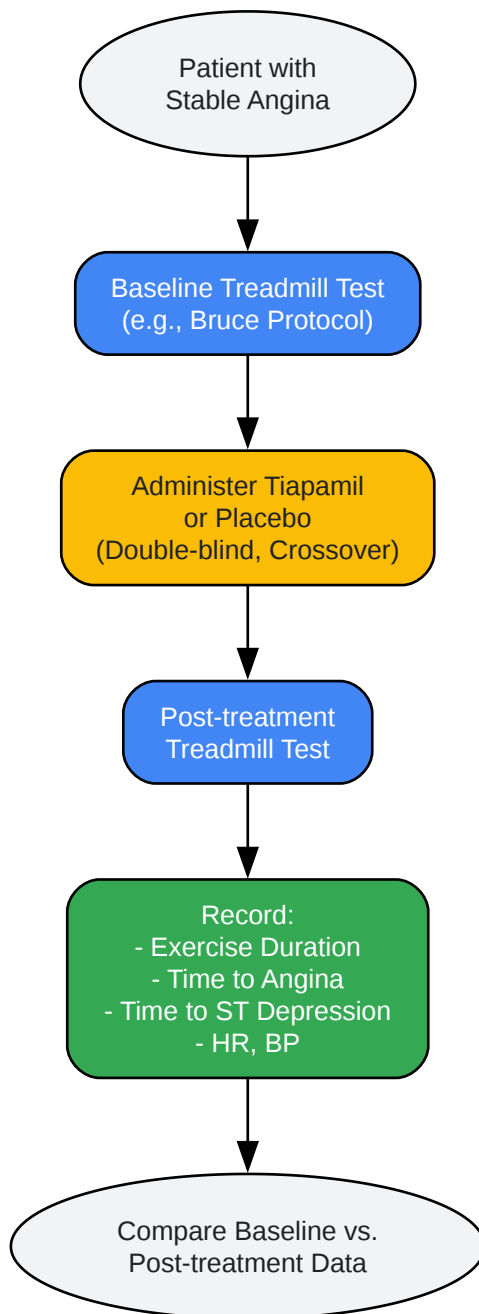 Patient with
Stable Angina
Baseline Treadmill Test
(e.g., Bruce Protocol)
Administer Tiapamil
or Placebo
(Double-blind, Crossover)
Post-treatment
Treadmill Test
Record:
- Exercise Duration
- Time to Angina
- Time to ST Depression
- HR, BP
Compare Baseline vs.
Post-treatment Data